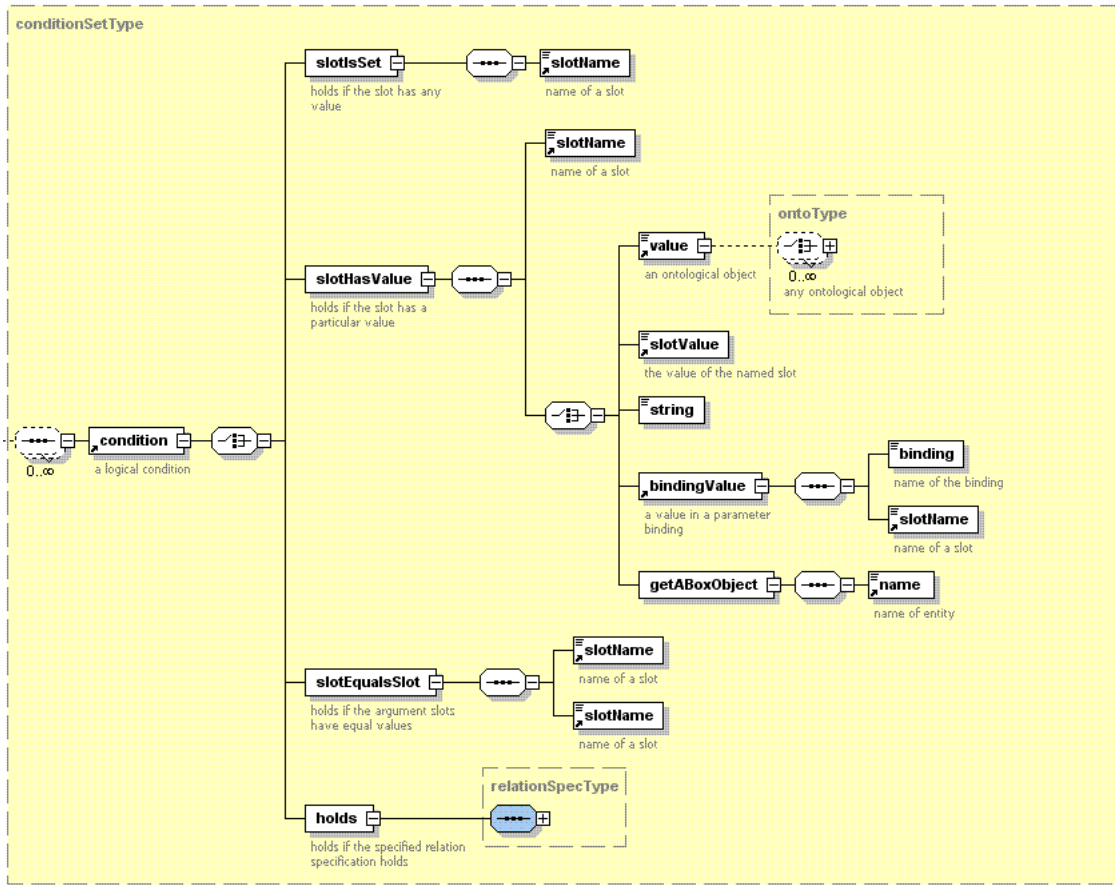 conditionSetType
slotIsSet
holds if the slot has any
value
slotName
name of a slot
slotName
name of a slot
slotHasValue
holds if the slot has a
particular value
ontoType
value
an ontological object
0..∞
any ontological object
slotValue
the value of the named slot
string
condition
a logical condition
0..∞
bindingValue
a value in a parameter
binding
binding
name of the binding
slotName
name of a slot
getABoxObject
name
name of entity
slotEqualsSlot
holds if the argument slots
have equal values
slotName
name of a slot
slotName
name of a slot
relationSpecType
holds
holds if the specified relation
specification holds